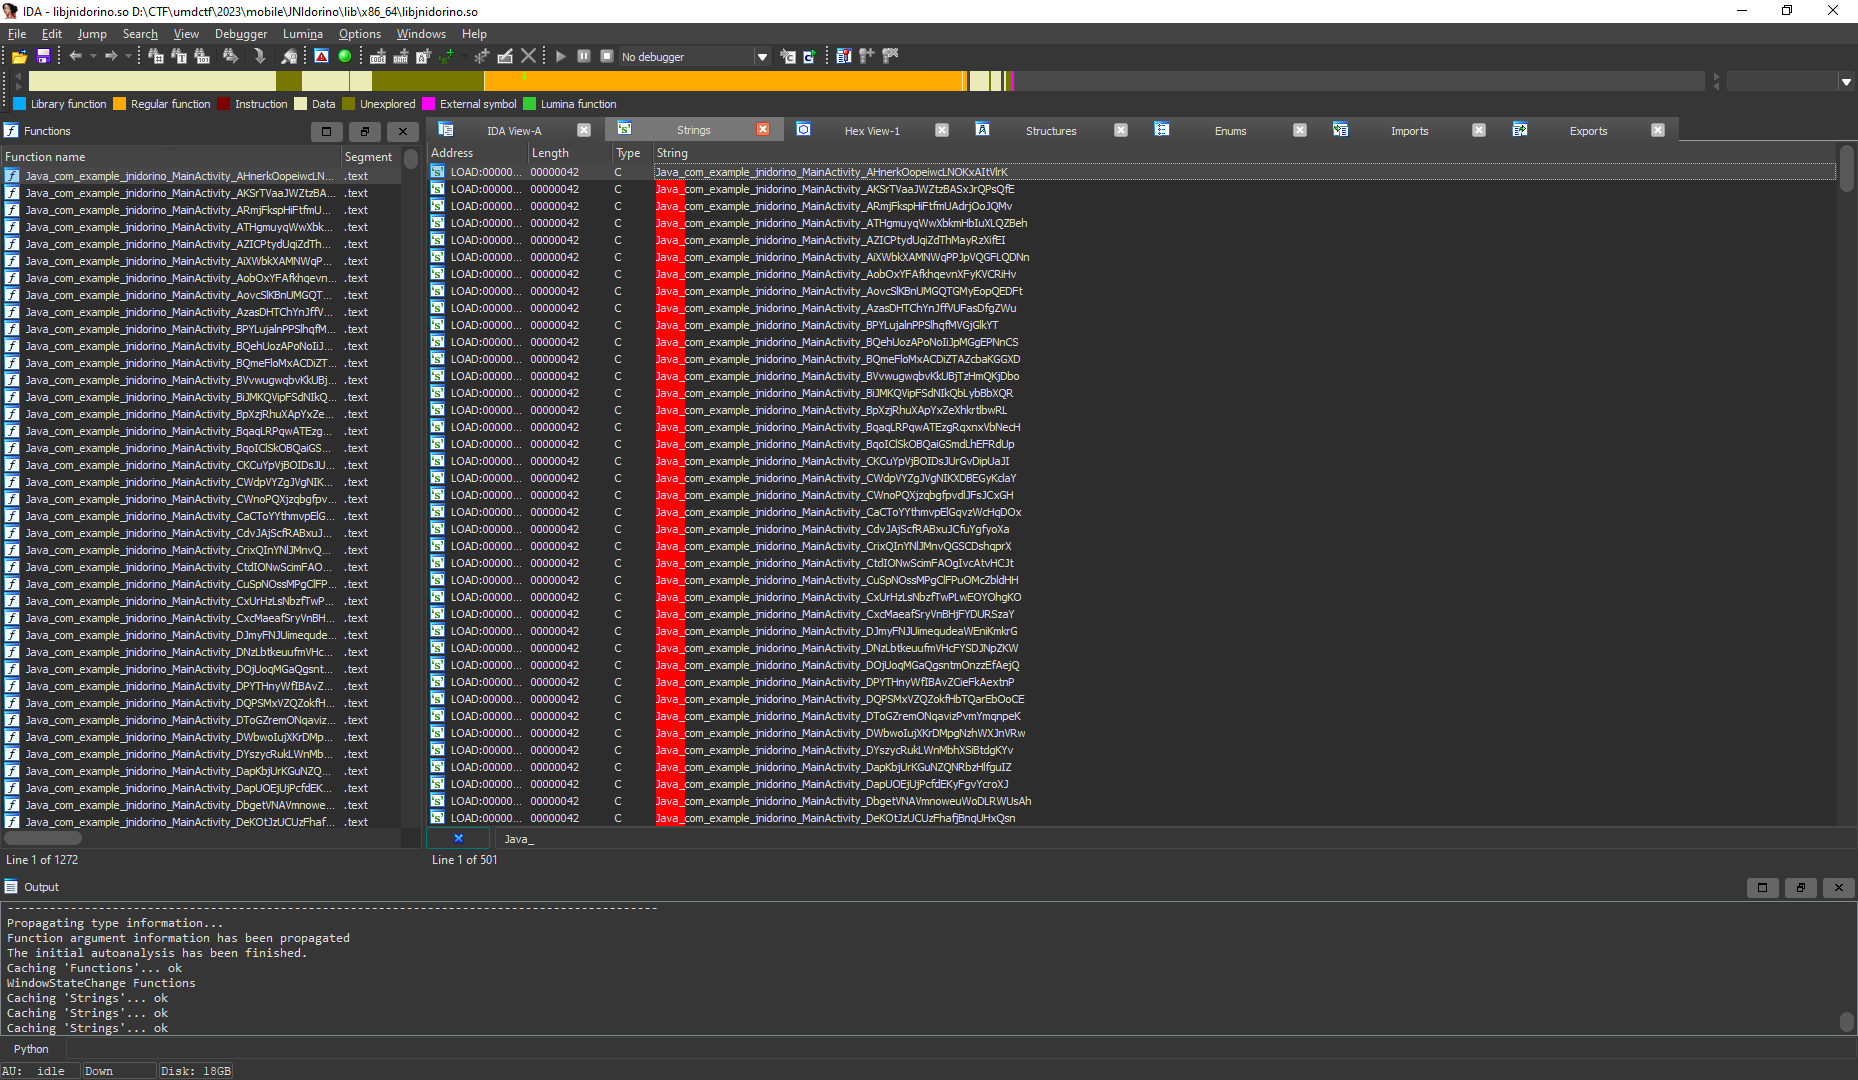 IDA - libjnidorino.so D:\CTF\umdctf\2023\mobile\JNIdorino\lib\x86_64\libjnidorino.so
File Edit Jump Search View Debugger Lumina Options Windows Help
No debugger
Library function Regular function Instruction Data Unexplored External symbol Lumina function
Functions
Function name Segment
Java_com_example_jnidorino_MainActivity_AHnerkOopeiwcLN... .text
Java_com_example_jnidorino_MainActivity_AKSrTVaaJWZtzBA... .text
Java_com_example_jnidorino_MainActivity_ARmjFkspHiFtfmU... .text
Java_com_example_jnidorino_MainActivity_ATHgmuyqWwXbk... .text
Java_com_example_jnidorino_MainActivity_AZICPtydUqiZdTh... .text
Java_com_example_jnidorino_MainActivity_AiXWbkXAMNWqP... .text
Java_com_example_jnidorino_MainActivity_AobOxYFAfkhqevn... .text
Java_com_example_jnidorino_MainActivity_AovcSlKBnUMGQT... .text
Java_com_example_jnidorino_MainActivity_AzasDHTChYnJffV... .text
Java_com_example_jnidorino_MainActivity_BPYLujalnPPSlhqfM... .text
Java_com_example_jnidorino_MainActivity_BQehUozAPoNoIiJ... .text
Java_com_example_jnidorino_MainActivity_BQmeFloMxACDiZT... .text
Java_com_example_jnidorino_MainActivity_BVvwugwqbvKkUBj... .text
Java_com_example_jnidorino_MainActivity_BiJMKQVipFSdNIkQ... .text
Java_com_example_jnidorino_MainActivity_BpXzjRhuXApYxZe... .text
Java_com_example_jnidorino_MainActivity_BqaqLRPqwATEzg... .text
Java_com_example_jnidorino_MainActivity_BqoIClSkOBQaiGS... .text
Java_com_example_jnidorino_MainActivity_CKCuYpVjBOIDsJU... .text
Java_com_example_jnidorino_MainActivity_CWdpVYZgJVgNIK... .text
Java_com_example_jnidorino_MainActivity_CWnoPQXjzqbgfpv... .text
Java_com_example_jnidorino_MainActivity_CaCToYYthmvpElG... .text
Java_com_example_jnidorino_MainActivity_CdvJAjScfRABxuJ... .text
Java_com_example_jnidorino_MainActivity_CrixQInYNlJMnvQ... .text
Java_com_example_jnidorino_MainActivity_CtdIONwScimFAO... .text
Java_com_example_jnidorino_MainActivity_CuSpNOssMPgClFP... .text
Java_com_example_jnidorino_MainActivity_CxUrHzLsNbzfTwP... .text
Java_com_example_jnidorino_MainActivity_CxcMaeafSryVnBH... .text
Java_com_example_jnidorino_MainActivity_DJmyFNJUimequde... .text
Java_com_example_jnidorino_MainActivity_DNzLbtkeuufmVHc... .text
Java_com_example_jnidorino_MainActivity_DOjUoqMGaQgsnt... .text
Java_com_example_jnidorino_MainActivity_DPYTHnyWfIBAvZ... .text
Java_com_example_jnidorino_MainActivity_DQPSMxVZQZokfH... .text
Java_com_example_jnidorino_MainActivity_DToGZremONqaviz... .text
Java_com_example_jnidorino_MainActivity_DWbwoIujXKrDMp... .text
Java_com_example_jnidorino_MainActivity_DYszycRukLWnMb... .text
Java_com_example_jnidorino_MainActivity_DapKbjUrKGuNZQ... .text
Java_com_example_jnidorino_MainActivity_DapUOEjUjPcfdEK... .text
Java_com_example_jnidorino_MainActivity_DbgetVNAVmnowe... .text
Java_com_example_jnidorino_MainActivity_DeKOtJzUCUzFhaf... .text
Line 1 of 1272
IDA View-A Strings Hex View-1 Structures Enums Imports Exports
Address Length Type String
LOAD:00000... 00000042 C Java_com_example_jnidorino_MainActivity_AHnerkOopeiwcLNOKxAItVlrK
LOAD:00000... 00000042 C Java_com_example_jnidorino_MainActivity_AKSrTVaaJWZtzBASxJrQPsQfE
LOAD:00000... 00000042 C Java_com_example_jnidorino_MainActivity_ARmjFkspHiFtfmUAdrjOoJQMv
LOAD:00000... 00000042 C Java_com_example_jnidorino_MainActivity_ATHgmuyqWwXbkmHbIuXLQZBeh
LOAD:00000... 00000042 C Java_com_example_jnidorino_MainActivity_AZICPtydUqiZdThMayRzXifEI
LOAD:00000... 00000042 C Java_com_example_jnidorino_MainActivity_AiXWbkXAMNWqPPJpVQGFLQDNn
LOAD:00000... 00000042 C Java_com_example_jnidorino_MainActivity_AobOxYFAfkhqevnXFyKVCRiHv
LOAD:00000... 00000042 C Java_com_example_jnidorino_MainActivity_AovcSlKBnUMGQTGMyEopQEDFt
LOAD:00000... 00000042 C Java_com_example_jnidorino_MainActivity_AzasDHTChYnJffVUFasDfgZWu
LOAD:00000... 00000042 C Java_com_example_jnidorino_MainActivity_BPYLujalnPPSlhqfMVGjGlkYT
LOAD:00000... 00000042 C Java_com_example_jnidorino_MainActivity_BQehUozAPoNoIiJpMGgEPNnCS
LOAD:00000... 00000042 C Java_com_example_jnidorino_MainActivity_BQmeFloMxACDiZTAZcbaKGGXD
LOAD:00000... 00000042 C Java_com_example_jnidorino_MainActivity_BVvwugwqbvKkUBjTzHmQKjDbo
LOAD:00000... 00000042 C Java_com_example_jnidorino_MainActivity_BiJMKQVipFSdNIkQbLybBbXQR
LOAD:00000... 00000042 C Java_com_example_jnidorino_MainActivity_BpXzjRhuXApYxZeXhkrtlbwRL
LOAD:00000... 00000042 C Java_com_example_jnidorino_MainActivity_BqaqLRPqwATEzgRqxnxVbNecH
LOAD:00000... 00000042 C Java_com_example_jnidorino_MainActivity_BqoIClSkOBQaiGSmdLhEFRdUp
LOAD:00000... 00000042 C Java_com_example_jnidorino_MainActivity_CKCuYpVjBOIDsJUrGvDipUaJI
LOAD:00000... 00000042 C Java_com_example_jnidorino_MainActivity_CWdpVYZgJVgNIKXDBEGyKclaY
LOAD:00000... 00000042 C Java_com_example_jnidorino_MainActivity_CWnoPQXjzqbgfpvdlJFsJCxGH
LOAD:00000... 00000042 C Java_com_example_jnidorino_MainActivity_CaCToYYthmvpElGqvzWcHqDOx
LOAD:00000... 00000042 C Java_com_example_jnidorino_MainActivity_CdvJAjScfRABxuJCfuYgfyoXa
LOAD:00000... 00000042 C Java_com_example_jnidorino_MainActivity_CrixQInYNlJMnvQGSCDshqprX
LOAD:00000... 00000042 C Java_com_example_jnidorino_MainActivity_CtdIONwScimFAOgIvcAtvHCJt
LOAD:00000... 00000042 C Java_com_example_jnidorino_MainActivity_CuSpNOssMPgClFPuOMcZbldHH
LOAD:00000... 00000042 C Java_com_example_jnidorino_MainActivity_CxUrHzLsNbzfTwPLwEOYOhgKO
LOAD:00000... 00000042 C Java_com_example_jnidorino_MainActivity_CxcMaeafSryVnBHjFYDURSzaY
LOAD:00000... 00000042 C Java_com_example_jnidorino_MainActivity_DJmyFNJUimequdeaWEniKmkrG
LOAD:00000... 00000042 C Java_com_example_jnidorino_MainActivity_DNzLbtkeuufmVHcFYSDJNpZKW
LOAD:00000... 00000042 C Java_com_example_jnidorino_MainActivity_DOjUoqMGaQgsntmOnzzEfAejQ
LOAD:00000... 00000042 C Java_com_example_jnidorino_MainActivity_DPYTHnyWfIBAvZCieFkAextnP
LOAD:00000... 00000042 C Java_com_example_jnidorino_MainActivity_DQPSMxVZQZokfHbTQarEbOoCE
LOAD:00000... 00000042 C Java_com_example_jnidorino_MainActivity_DToGZremONqavizPvmYmqnpeK
LOAD:00000... 00000042 C Java_com_example_jnidorino_MainActivity_DWbwoIujXKrDMpgNzhWXJnVRw
LOAD:00000... 00000042 C Java_com_example_jnidorino_MainActivity_DYszycRukLWnMbhXSiBtdgKYv
LOAD:00000... 00000042 C Java_com_example_jnidorino_MainActivity_DapKbjUrKGuNZQNRbzHlfguIZ
LOAD:00000... 00000042 C Java_com_example_jnidorino_MainActivity_DapUOEjUjPcfdEKyFgvYcroXJ
LOAD:00000... 00000042 C Java_com_example_jnidorino_MainActivity_DbgetVNAVmnoweuWoDLRWUsAh
LOAD:00000... 00000042 C Java_com_example_jnidorino_MainActivity_DeKOtJzUCUzFhafjBnqUHxQsn
Java_
Line 1 of 501
Output
Propagating type information...
Function argument information has been propagated
The initial autoanalysis has been finished.
Caching 'Functions'... ok
WindowStateChange Functions
Caching 'Strings'... ok
Caching 'Strings'... ok
Caching 'Strings'... ok
Python
AU: idle Down Disk: 18GB